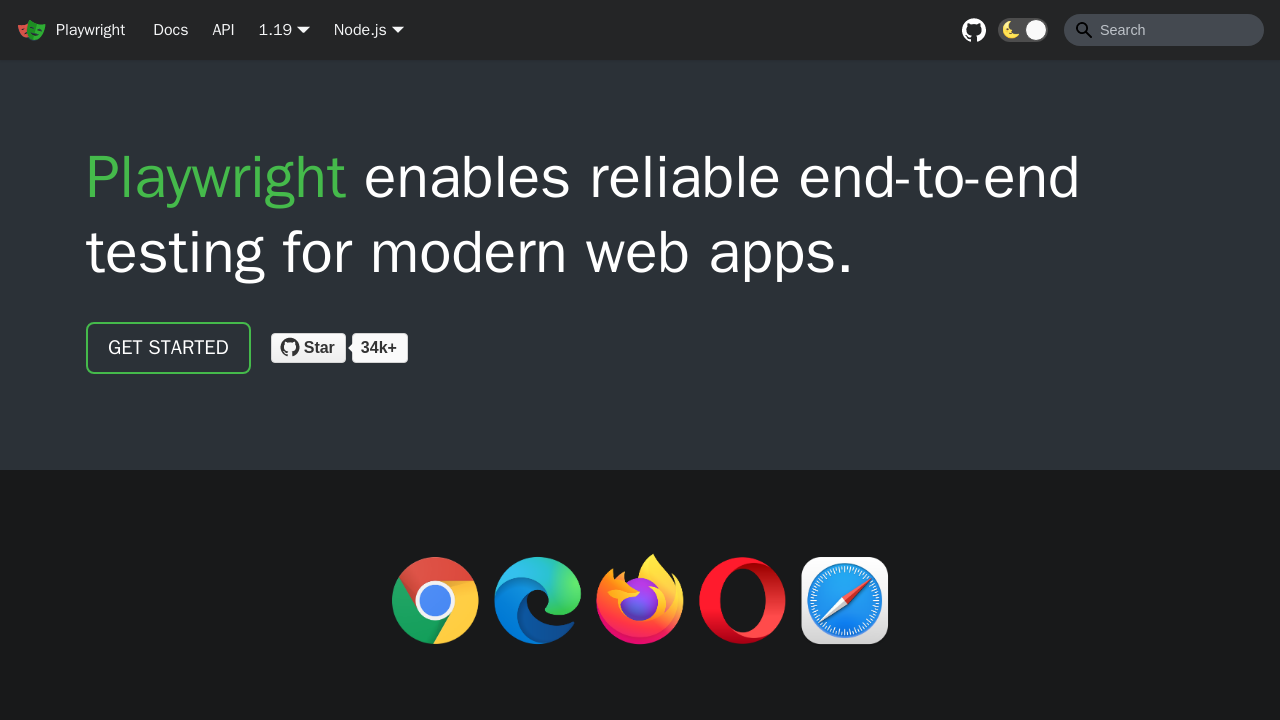 Playwright Docs API 1.19 Node.js Search
Playwright enables reliable end-to-end
testing for modern web apps.
GET STARTED Star 34k+